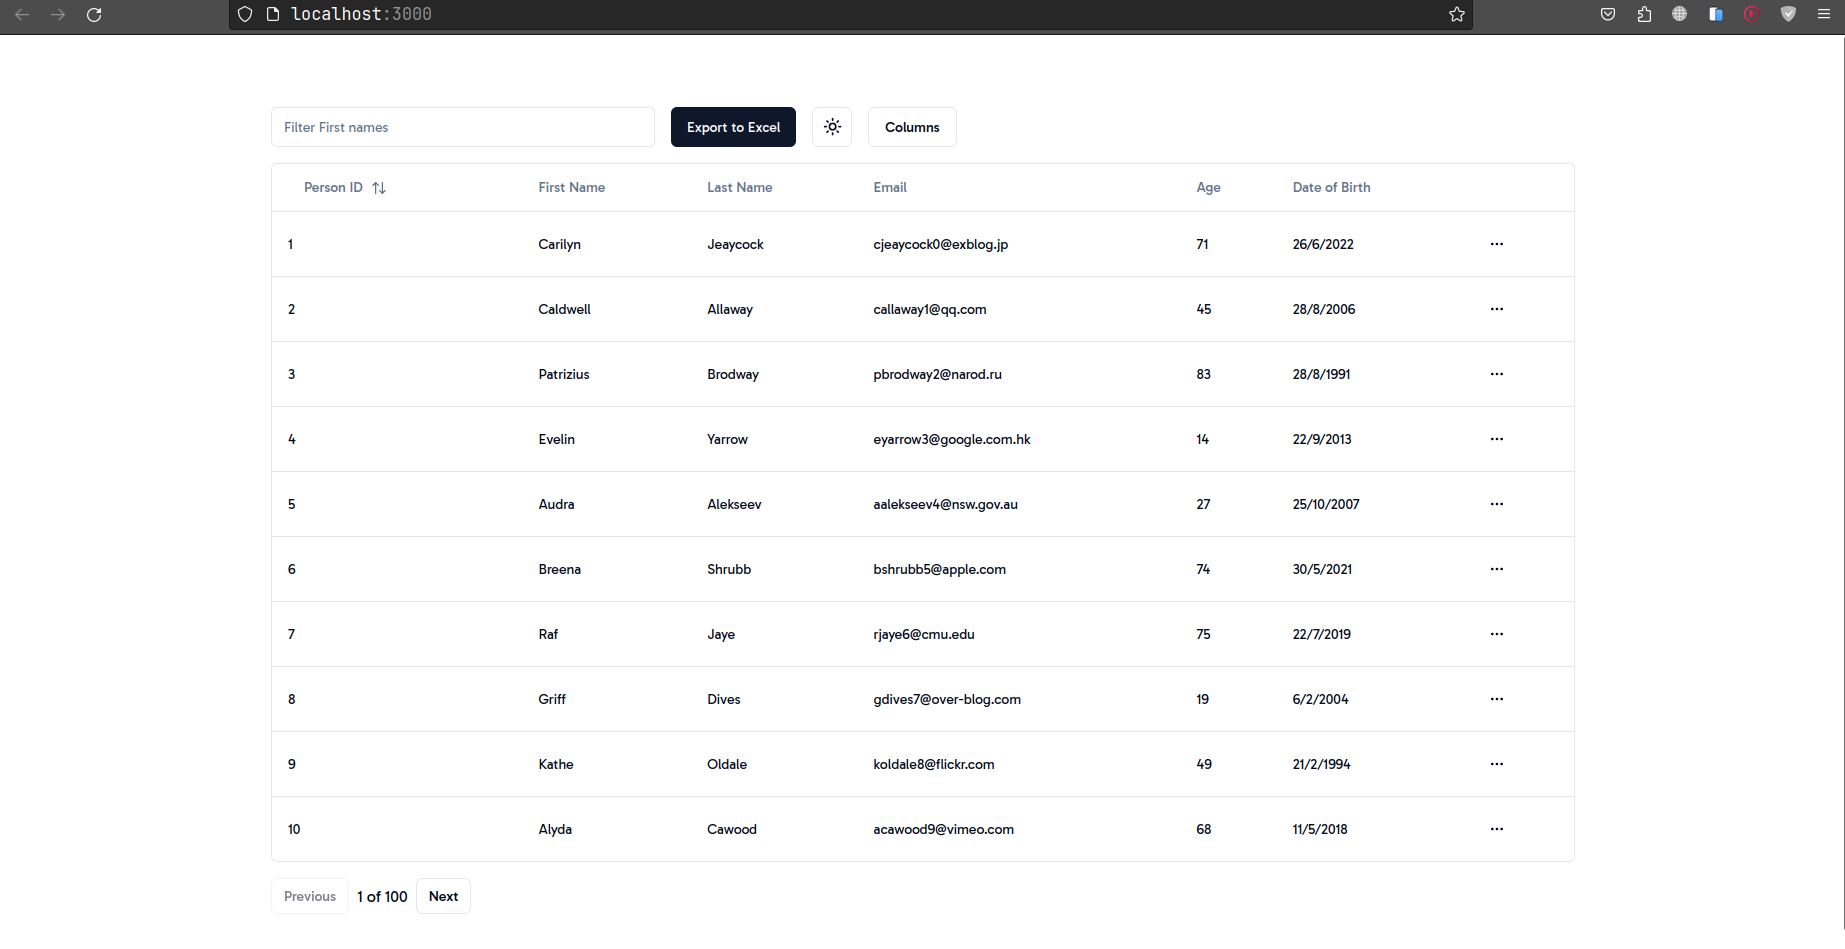 localhost:3000
Filter First names Export to Excel Columns
Person ID First Name Last Name Email Age Date of Birth
1 Carilyn Jeaycock cjeaycock0@exblog.jp 71 26/6/2022 ...
2 Caldwell Allaway callaway1@qq.com 45 28/8/2006 ...
3 Patrizius Brodway pbrodway2@narod.ru 83 28/8/1991 ...
4 Evelin Yarrow eyarrow3@google.com.hk 14 22/9/2013 ...
5 Audra Alekseev aalekseev4@nsw.gov.au 27 25/10/2007 ...
6 Breena Shrubb bshrubb5@apple.com 74 30/5/2021 ...
7 Raf Jaye rjaye6@cmu.edu 75 22/7/2019 ...
8 Griff Dives gdives7@over-blog.com 19 6/2/2004 ...
9 Kathe Oldale koldale8@flickr.com 49 21/2/1994 ...
10 Alyda Cawood acawood9@vimeo.com 68 11/5/2018 ...
Previous 1 of 100 Next